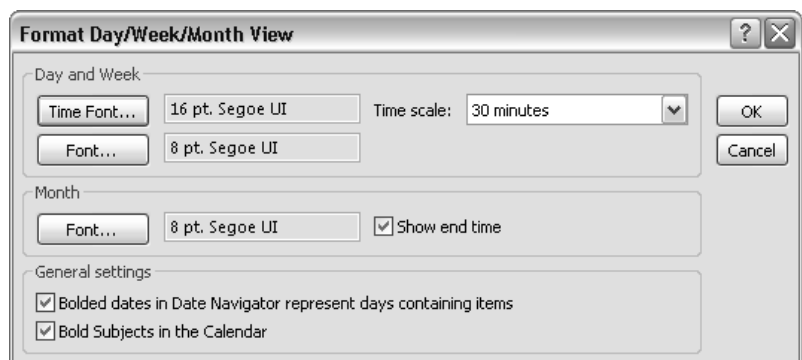 Format Day/Week/Month View
Day and Week
Time Font... 16 pt. Segoe UI Time scale: 30 minutes OK
Font... 8 pt. Segoe UI Cancel
Month
Font... 8 pt. Segoe UI Show end time
General settings
Bolded dates in Date Navigator represent days containing items
Bold Subjects in the Calendar